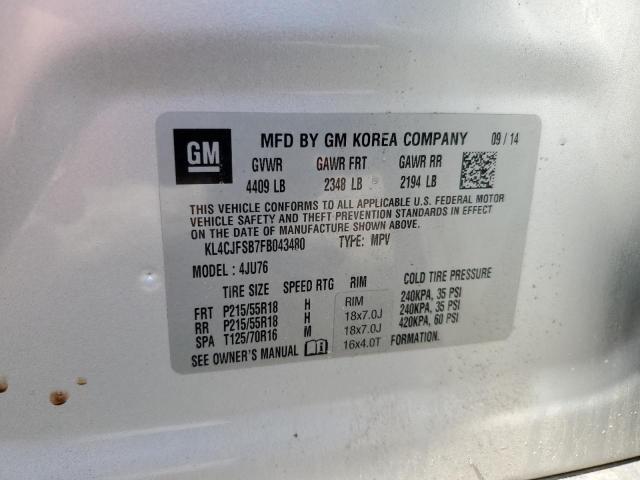 GM
MFD BY GM KOREA COMPANY 09 / 14
GVWR GAWR FRT GAWR RR
4409 LB 2348 LB 2194 LB
THIS VEHICLE CONFORMS TO ALL APPLICABLE U.S. FEDERAL MOTOR
VEHICLE SAFETY AND THEFT PREVENTION STANDARDS IN EFFECT
ON THE DATE OF MANUFACTURE SHOWN ABOVE.
KL4CJFSB7FB043480 TYPE: MPV
MODEL : 4JU76
TIRE SIZE SPEED RTG RIM COLD TIRE PRESSURE
FRT P215/55R18 H 18x7.0J 240KPA, 35 PSI
RR P215/55R18 H 18x7.0J 240KPA, 35 PSI
SPA T125/70R16 M 16x4.0T 420KPA, 60 PSI
SEE OWNER'S MANUAL FORMATION.